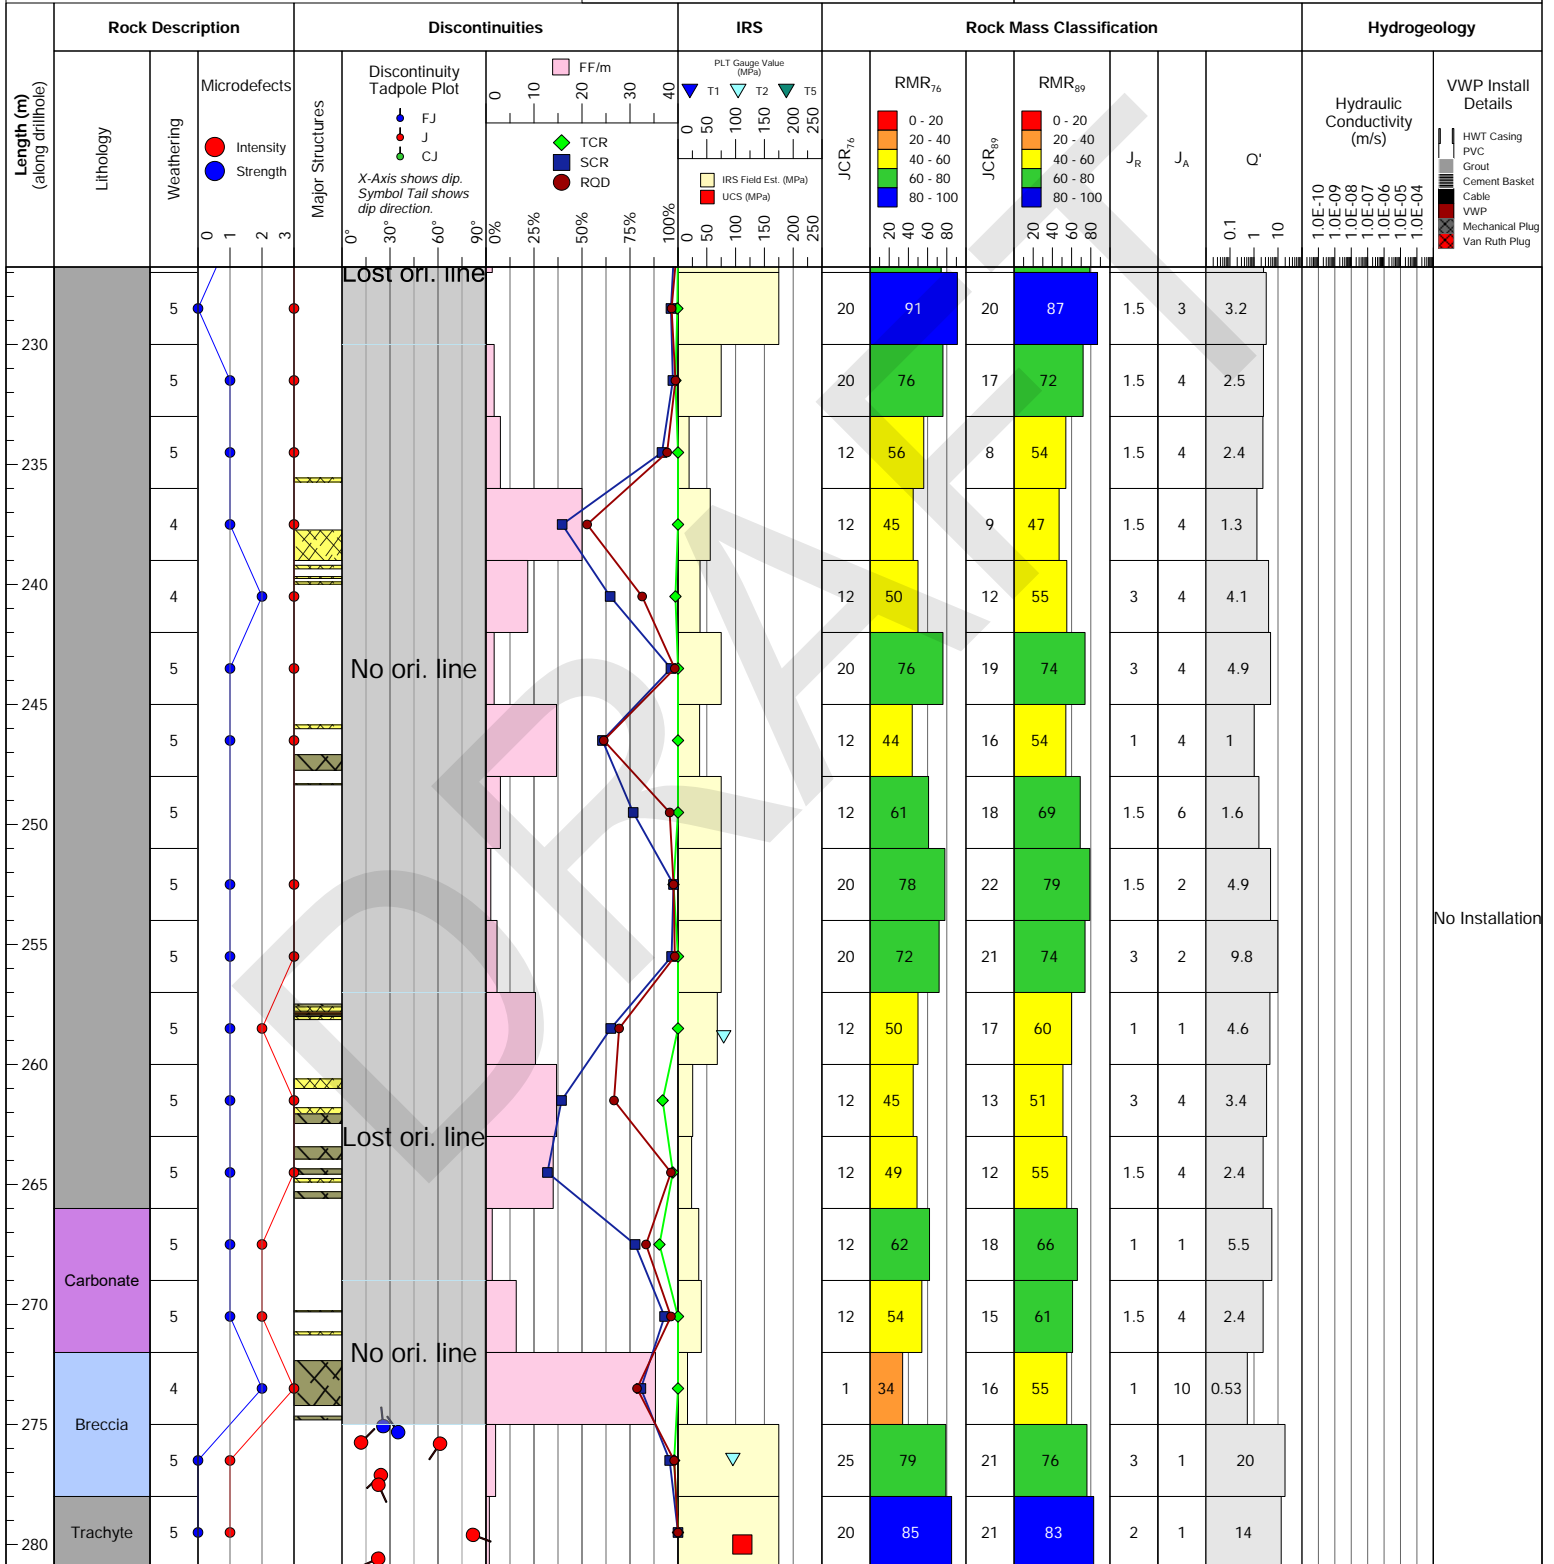 Rock Description
Discontinuities
IRS
Rock Mass Classification
Hydrogeology
Length (m)
(along drillhole)
Lithology
Weathering
Microdefects
Intensity
Strength
0 1 2 3
Major Structures
Discontinuity
Tadpole Plot
FJ
J
CJ
X-Axis shows dip.
Symbol Tail shows
dip direction.
0° 30° 60° 90°
FF/m
0 10 20 30 40
TCR
SCR
RQD
0% 25% 50% 75% 100%
PLT Gauge Value
(MPa)
T1 T2 T5
0 50 100 150 200 250
IRS Field Est. (MPa)
UCS (MPa)
0 50 100 150 200 250
JCR76
RMR76
0 - 20
20 - 40
40 - 60
60 - 80
80 - 100
20 40 60 80
JCR89
RMR89
0 - 20
20 - 40
40 - 60
60 - 80
80 - 100
20 40 60 80
JR
JA
Q'
0.1 1 10
Hydraulic
Conductivity
(m/s)
1.0E-10 1.0E-09 1.0E-08 1.0E-07 1.0E-06 1.0E-05 1.0E-04
VWP Install
Details
HWT Casing
PVC
Grout
Cement Basket
Cable
VWP
Mechanical Plug
Van Ruth Plug
Lost ori. line
5 20 91 20 87 1.5 3 3.2
230
5 20 76 17 72 1.5 4 2.5
5 12 56 8 54 1.5 4 2.4
235
4 12 45 9 47 1.5 4 1.3
240
4 12 50 12 55 3 4 4.1
5 No ori. line 20 76 19 74 3 4 4.9
245
5 12 44 16 54 1 4 1
250
5 12 61 18 69 1.5 6 1.6
5 20 78 22 79 1.5 2 4.9
No Installation
255
5 20 72 21 74 3 2 9.8
5 12 50 17 60 1 1 4.6
260
5 12 45 13 51 3 4 3.4
Lost ori. line
5 12 49 12 55 1.5 4 2.4
265
5 12 62 18 66 1 1 5.5
Carbonate
270
5 12 54 15 61 1.5 4 2.4
No ori. line
4 1 34 16 55 1 10 0.53
275
Breccia
5 25 79 21 76 3 1 20
Trachyte 5 20 85 21 83 2 1 14
280
DRAFT